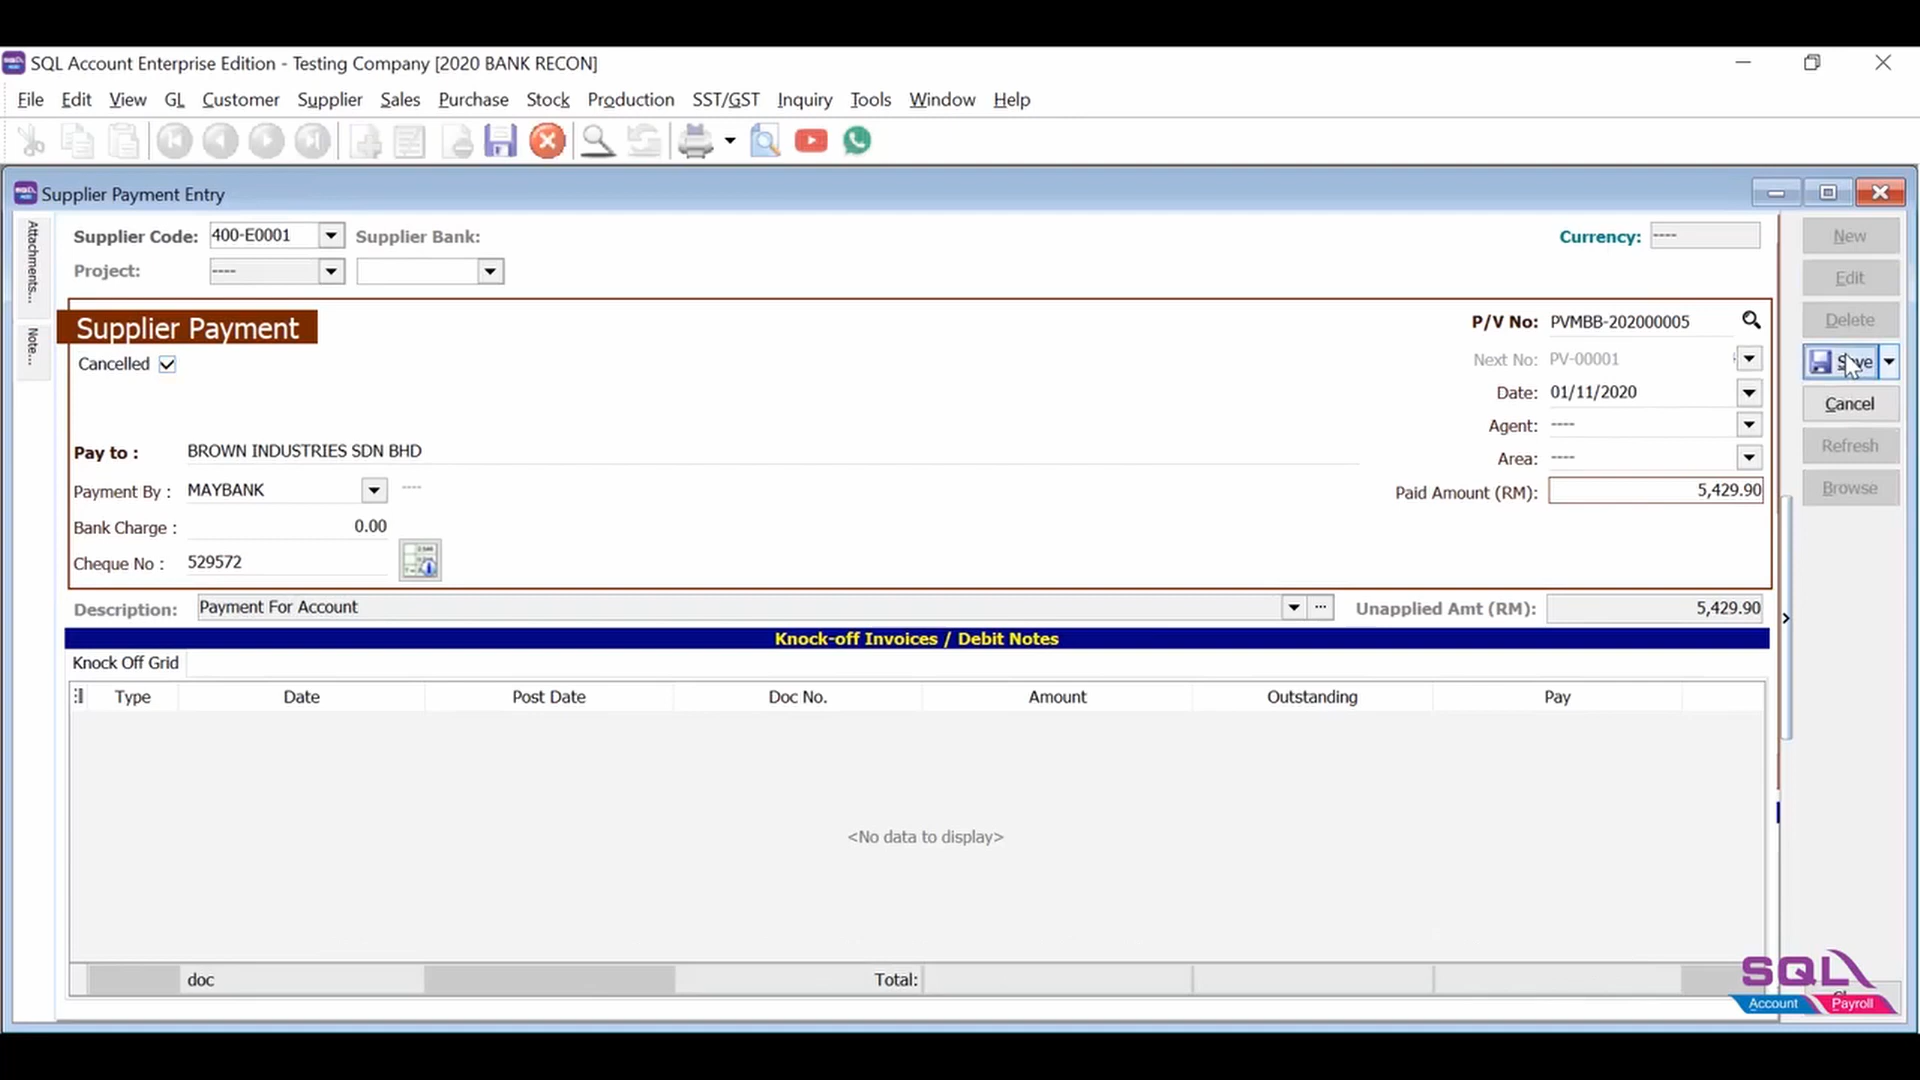 SQL Account Enterprise Edition - Testing Company [2020 BANK RECON]
File Edit View GL Customer Supplier Sales Purchase Stock Production SST/GST Inquiry Tools Window Help
Supplier Payment Entry
Attachments...
Note...
Supplier Code: 400-E0001 Supplier Bank: Currency: ----
Project: ----
Supplier Payment
Cancelled
P/V No: PVMBB-202000005
Next No: PV-00001
Date: 01/11/2020
Agent: ----
Area: ----
Paid Amount (RM): 5,429.90
Pay to : BROWN INDUSTRIES SDN BHD
Payment By : MAYBANK ----
Bank Charge : 0.00
Cheque No : 529572
Description: Payment For Account ... Unapplied Amt (RM): 5,429.90
Knock-off Invoices / Debit Notes
Knock Off Grid
Type Date Post Date Doc No. Amount Outstanding Pay
<No data to display>
doc Total:
New
Edit
Delete
Save
Cancel
Refresh
Browse
SQL
Account Payroll